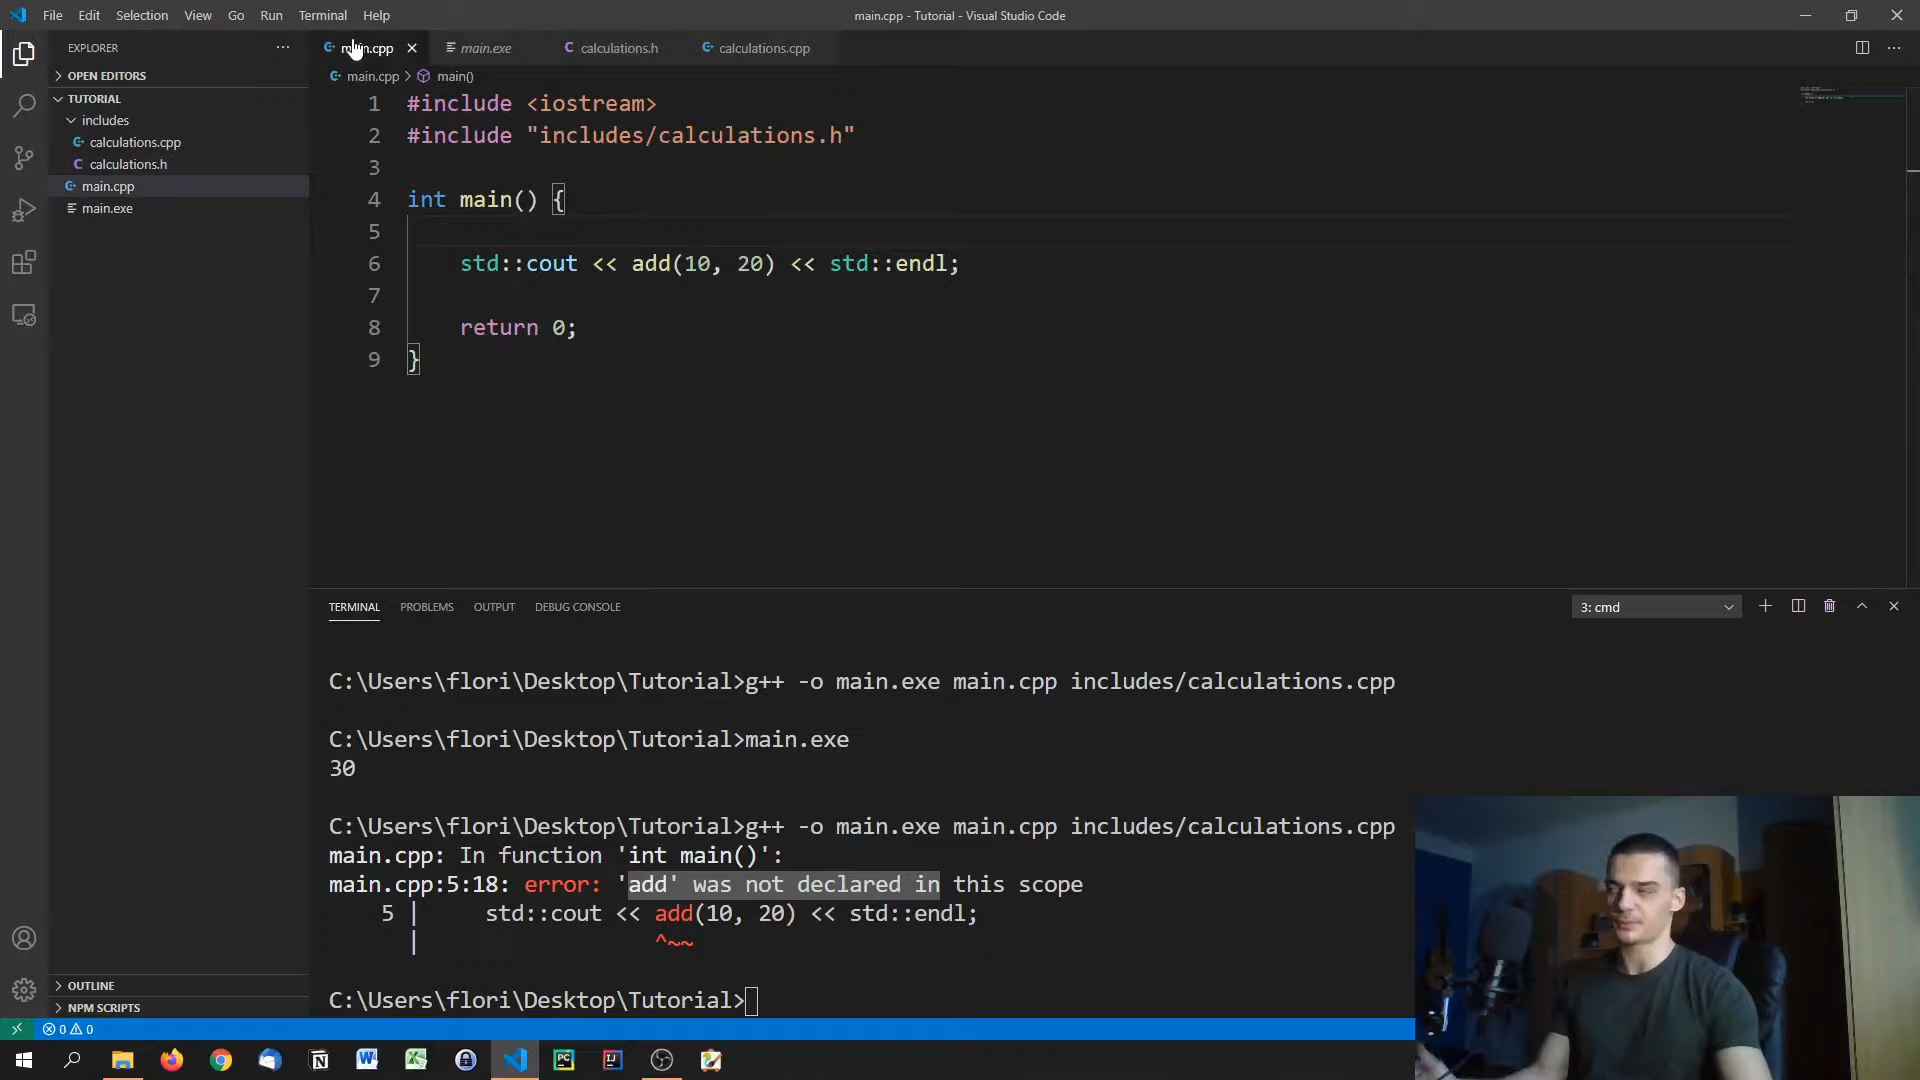 File Edit Selection View Go Run Terminal Help
main.cpp - Tutorial - Visual Studio Code
EXPLORER
OPEN EDITORS
TUTORIAL
includes
calculations.cpp
calculations.h
main.cpp
main.exe
OUTLINE
NPM SCRIPTS
main.cpp main.exe calculations.h calculations.cpp
main.cpp > main()
1 #include <iostream>
2 #include "includes/calculations.h"
3
4 int main() {
5
6 std::cout << add(10, 20) << std::endl;
7
8 return 0;
9 }
TERMINAL PROBLEMS OUTPUT DEBUG CONSOLE
3: cmd
C:\Users\flori\Desktop\Tutorial>g++ -o main.exe main.cpp includes/calculations.cpp
C:\Users\flori\Desktop\Tutorial>main.exe
30
C:\Users\flori\Desktop\Tutorial>g++ -o main.exe main.cpp includes/calculations.cpp
main.cpp: In function 'int main()':
main.cpp:5:18: error: 'add' was not declared in this scope
5 | std::cout << add(10, 20) << std::endl;
| ^~~
C:\Users\flori\Desktop\Tutorial>
0 0